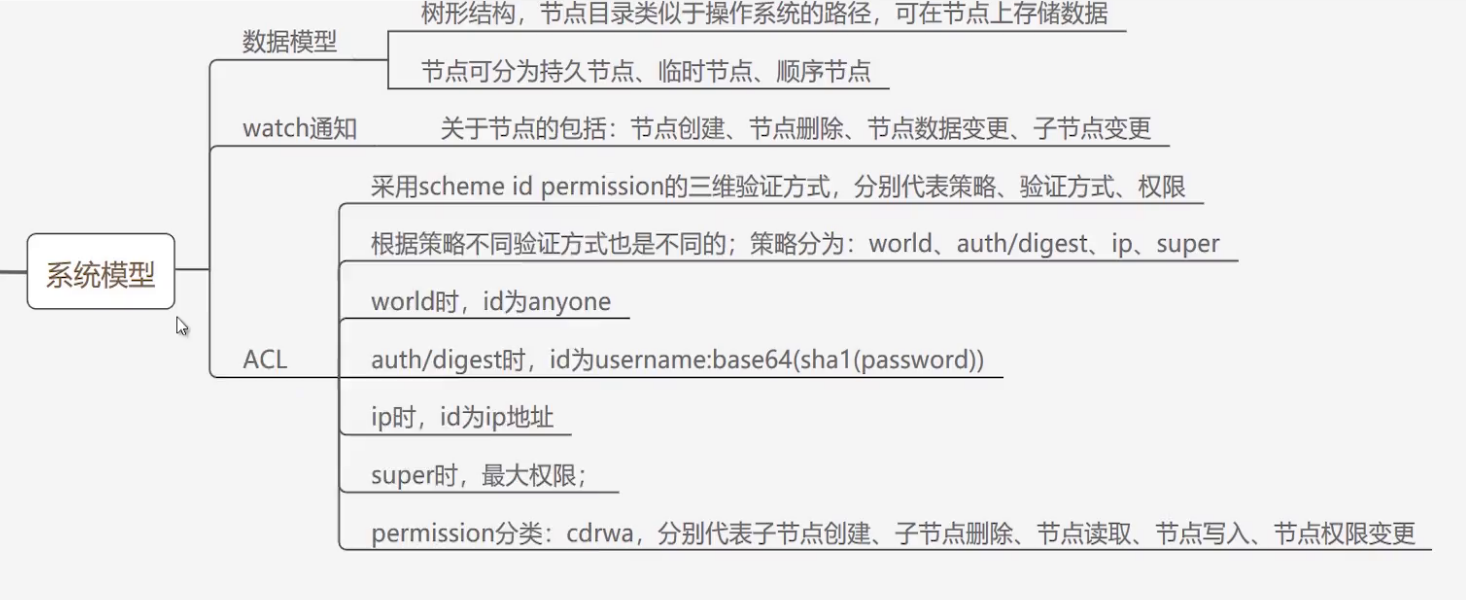 系统模型
数据模型
树形结构，节点目录类似于操作系统的路径，可在节点上存储数据
节点可分为持久节点、临时节点、顺序节点
watch通知
关于节点的包括：节点创建、节点删除、节点数据变更、子节点变更
ACL
采用scheme id permission的三维验证方式，分别代表策略、验证方式、权限
根据策略不同验证方式也是不同的；策略分为：world、auth/digest、ip、super
world时，id为anyone
auth/digest时，id为username:base64(sha1(password))
ip时，id为ip地址
super时，最大权限；
permission分类：cdrwa，分别代表子节点创建、子节点删除、节点读取、节点写入、节点权限变更